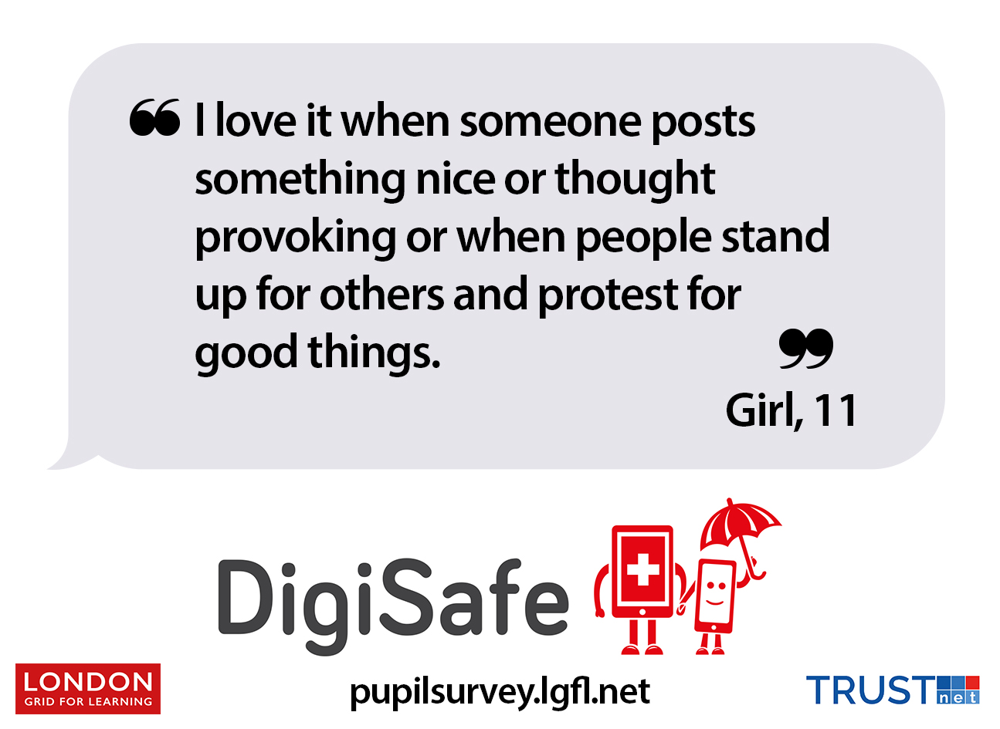 “ I love it when someone posts
something nice or thought
provoking or when people stand
up for others and protest for
good things. ”
Girl, 11
DigiSafe
LONDON
GRID FOR LEARNING
pupilsurvey.lgfl.net
TRUSTnet